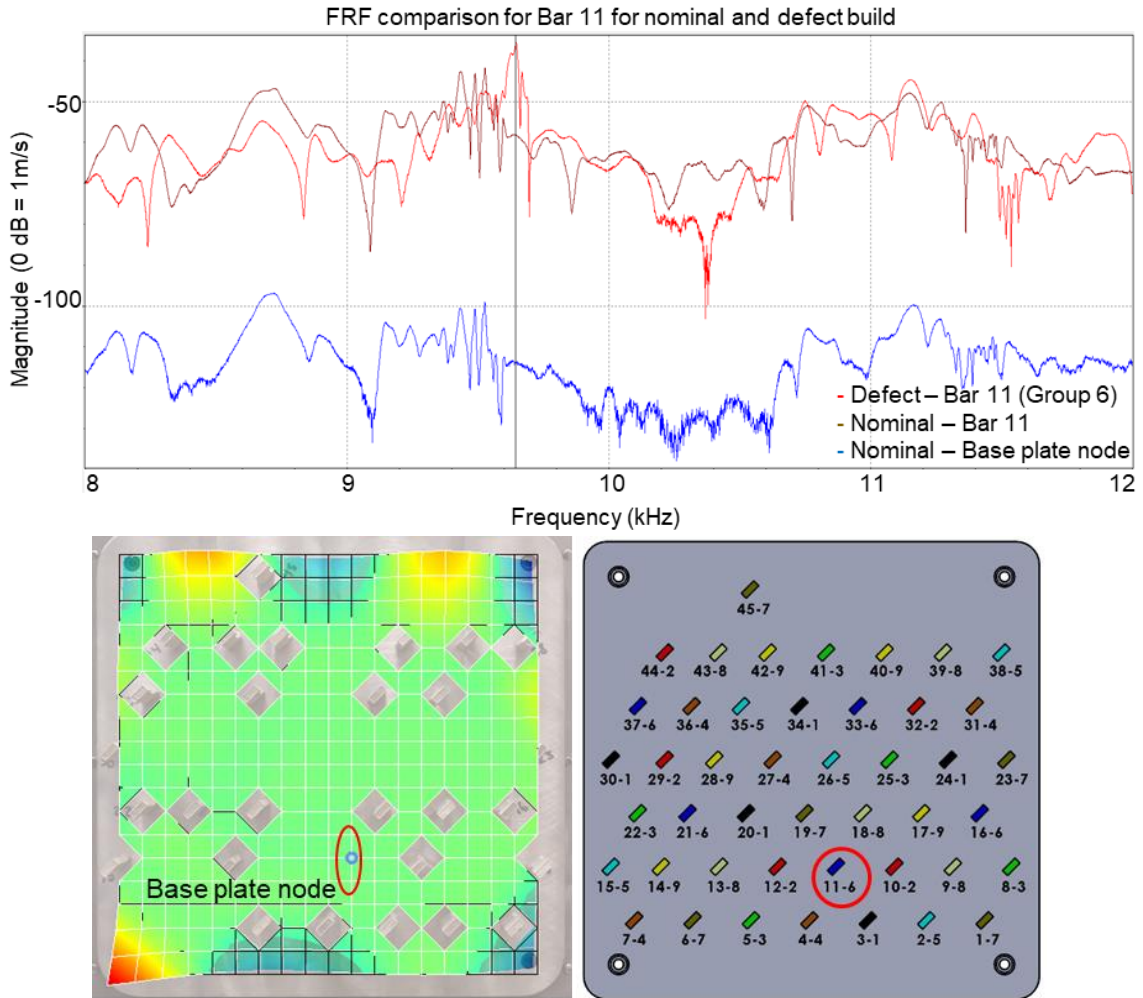 FRF comparison for Bar 11 for nominal and defect build
Magnitude (0 dB = 1m/s)
-50
-100
- Defect – Bar 11 (Group 6)
- Nominal – Bar 11
- Nominal – Base plate node
8 9 10 11 12
Frequency (kHz)
Base plate node
45-7
44-2 43-8 42-9 41-3 40-9 39-8 38-5
37-6 36-4 35-5 34-1 33-6 32-2 31-4
30-1 29-2 28-9 27-4 26-5 25-3 24-1 23-7
22-3 21-6 20-1 19-7 18-8 17-9 16-6
15-5 14-9 13-8 12-2 11-6 10-2 9-8 8-3
7-4 6-7 5-3 4-4 3-1 2-5 1-7